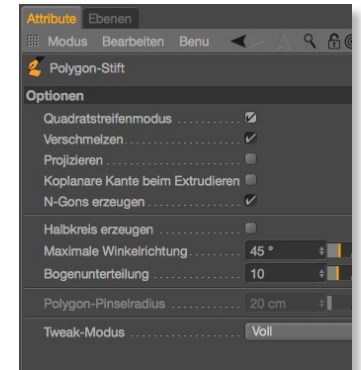 Attribute Ebenen
Modus Bearbeiten Benu
Polygon-Stift
Optionen
Quadratstreifenmodus
Verschmelzen
Projizieren
Koplanare Kante beim Extrudieren
N-Gons erzeugen
Halbkreis erzeugen
Maximale Winkelrichtung 45 °
Bogenunterteilung 10
Polygon-Pinselradius 20 cm
Tweak-Modus Voll